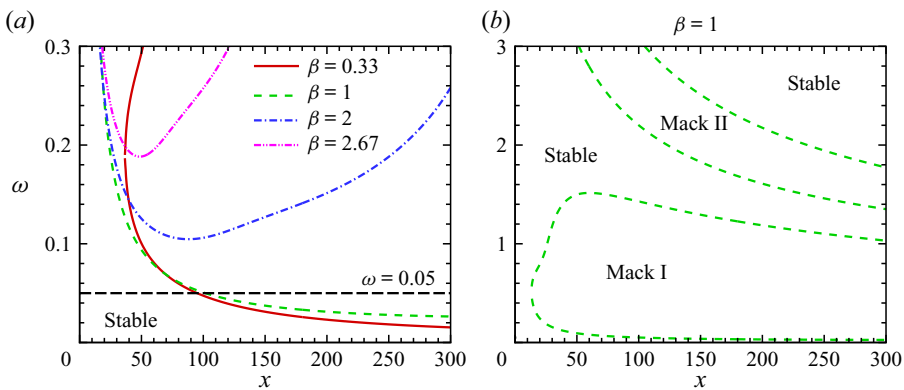 (a)
0.3
0.2
ω
0.1
0
50
100
150
200
250
300
x
β = 0.33
β = 1
β = 2
β = 2.67
ω = 0.05
Stable
(b)
β = 1
3
2
1
0
50
100
150
200
250
300
x
Stable
Mack II
Stable
Mack I